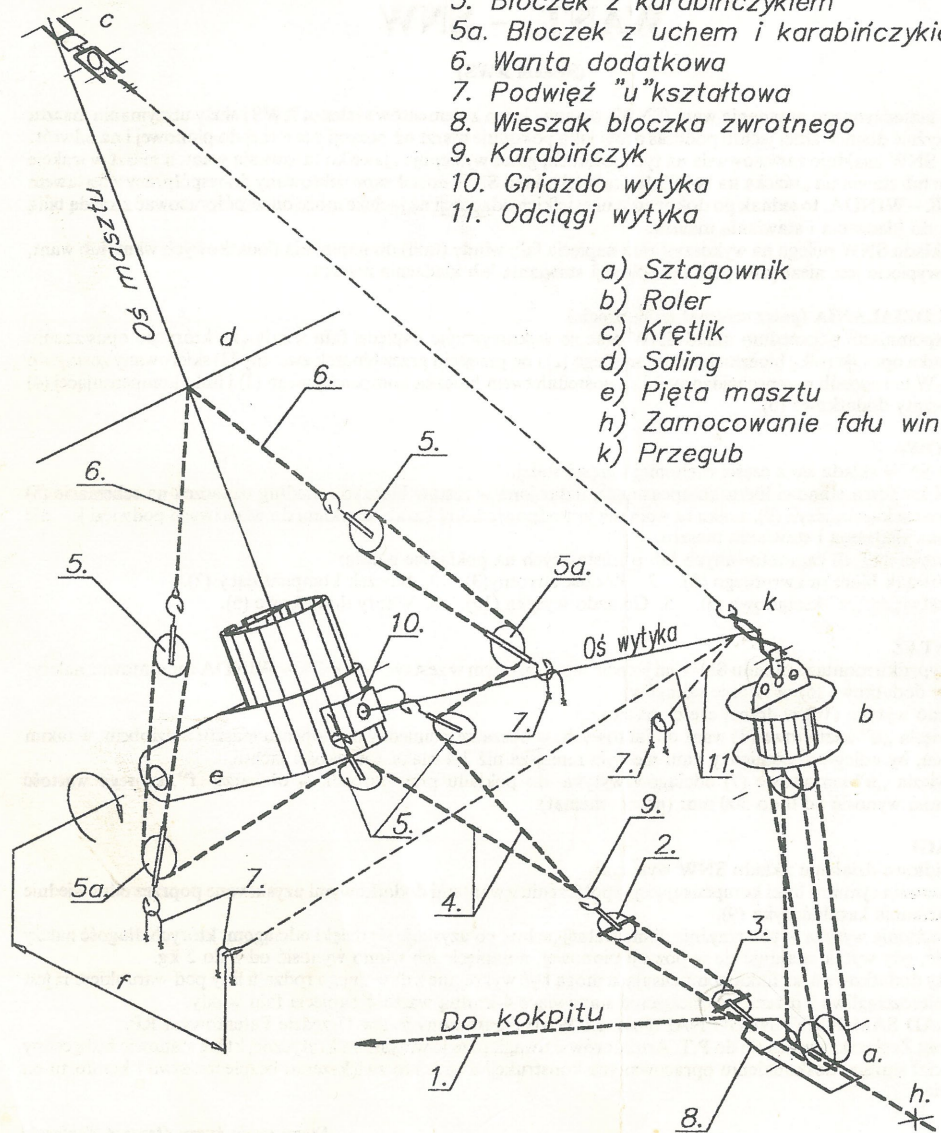 5. Bloczek z karabińczykiem
5a. Bloczek z uchem i karabińczykie
6. Wanta dodatkowa
7. Podwięź "u"kształtowa
8. Wieszak bloczka zwrotnego
9. Karabińczyk
10. Gniazdo wytyka
11. Odciągi wytyka
a) Sztagownik
b) Roler
c) Krętlik
d) Saling
e) Pięta masztu
h) Zamocowanie fału win
k) Przegub
c
Oś masztu
d
6.
5.
6.
5.
5a.
k
10.
Oś wytyka
7.
b
11.
e
5.
9.
2.
5a.
7.
4.
3.
f
Do kokpitu
1.
a.
8.
h.